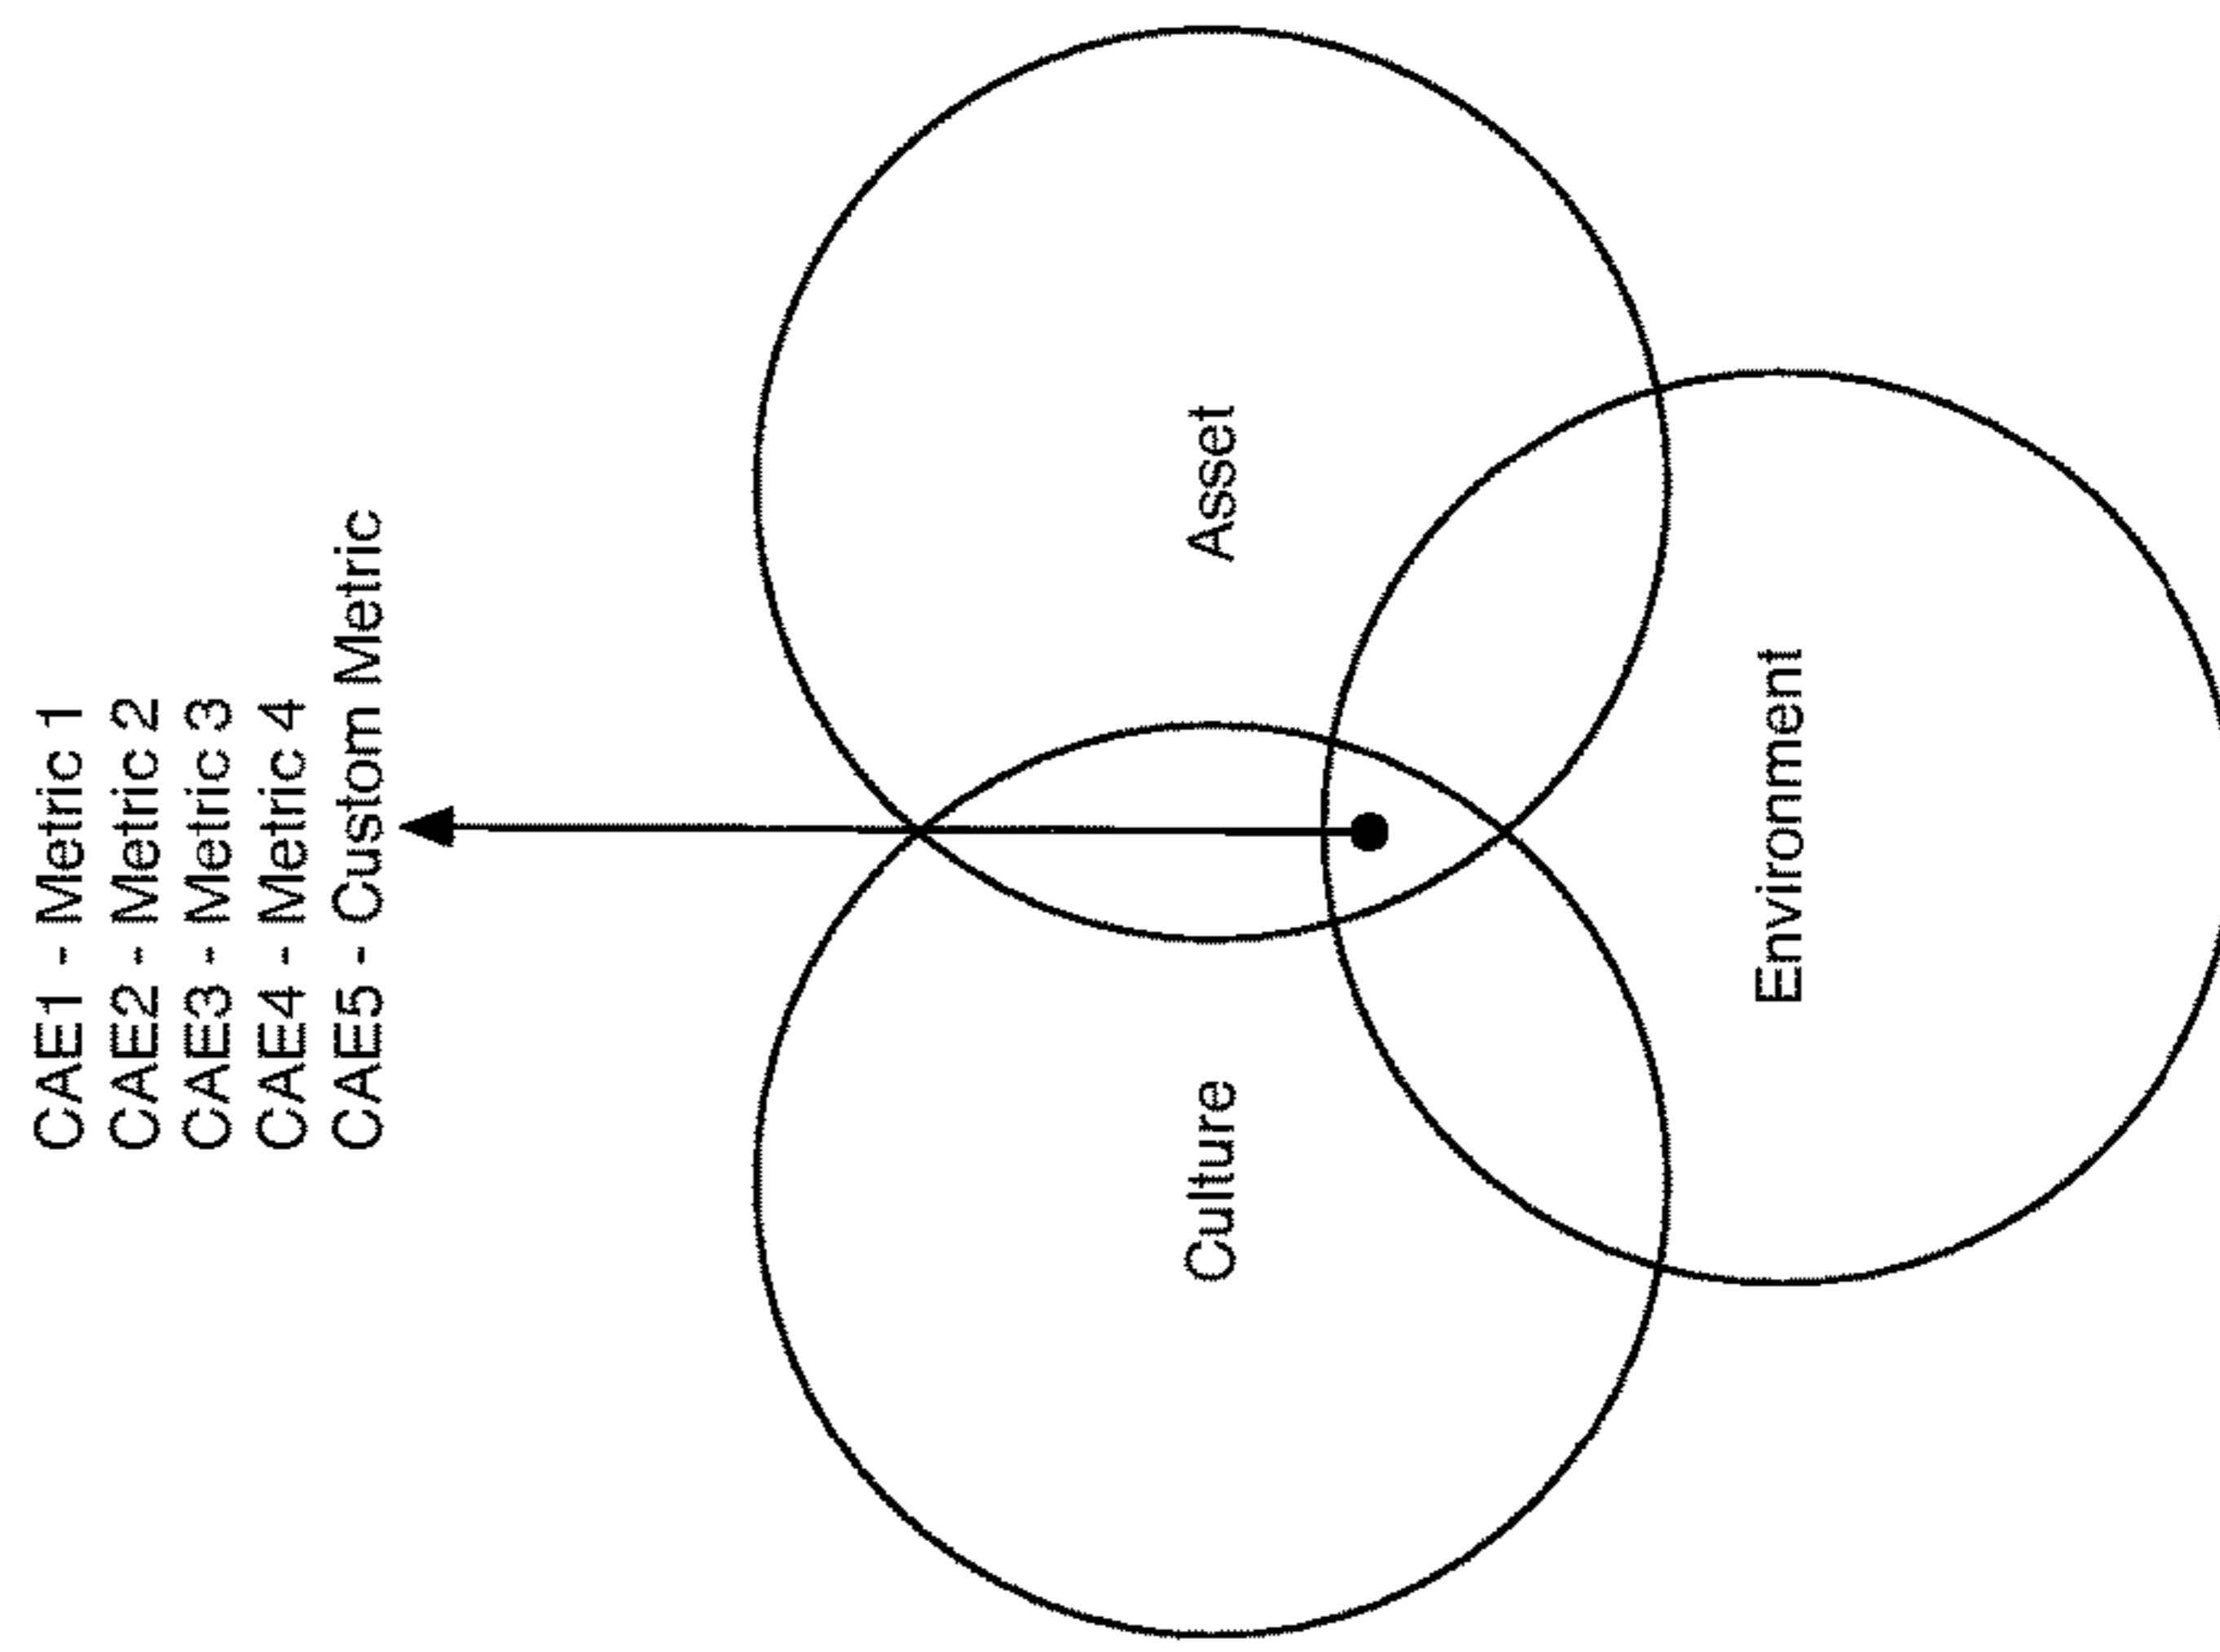 CAE1 - Metric 1
CAE2 - Metric 2
CAE3 - Metric 3
CAE4 - Metric 4
CAE5 - Custom Metric
Culture
Asset
Environment